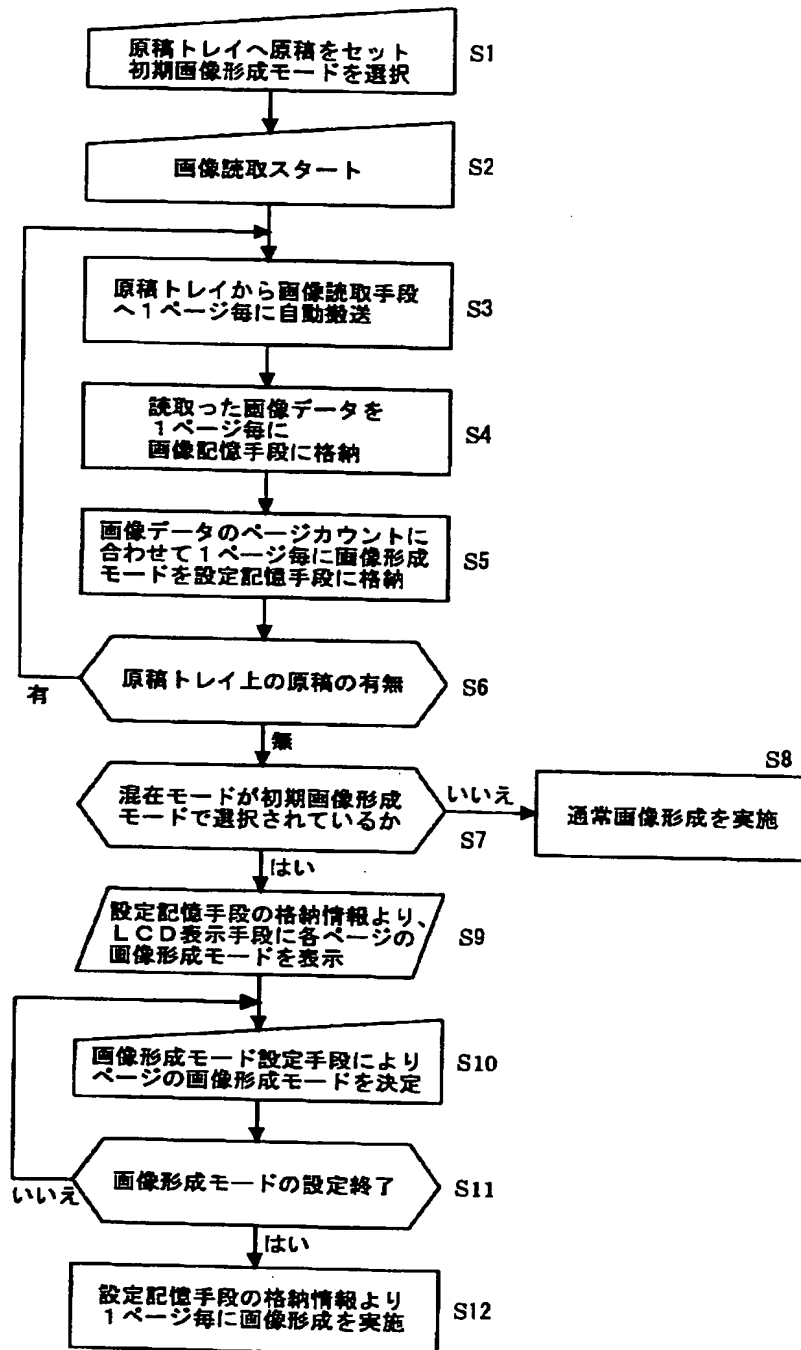 原稿トレイへ原稿をセット
初期画像形成モードを選択
S1
画像読取スタート
S2
原稿トレイから画像読取手段
へ1ページ毎に自動搬送
S3
読取った画像データを
1ページ毎に
画像記憶手段に格納
S4
画像データのページカウントに
合わせて1ページ毎に画像形成
モードを設定記憶手段に格納
S5
原稿トレイ上の原稿の有無
S6
有
無
混在モードが初期画像形成
モードで選択されているか
S7
いいえ
S8
通常画像形成を実施
はい
設定記憶手段の格納情報より、
LCD表示手段に各ページの
画像形成モードを表示
S9
画像形成モード設定手段により
ページの画像形成モードを決定
S10
画像形成モードの設定終了
S11
いいえ
はい
設定記憶手段の格納情報より
1ページ毎に画像形成を実施
S12